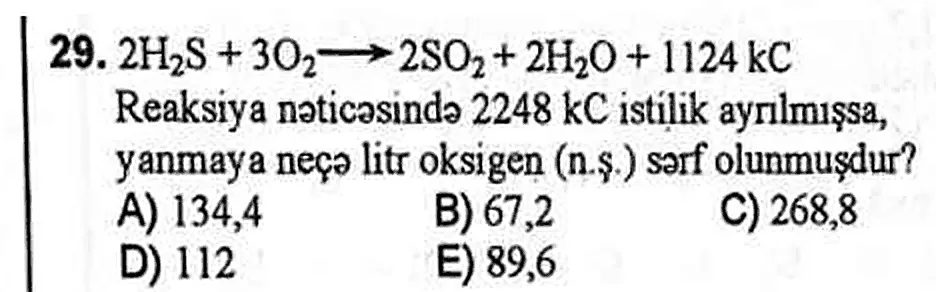 29. 2H₂S + 3O₂⟶2SO₂ + 2H₂O + 1124 kC
Reaksiya nəticəsində 2248 kC istilik ayrılmışsa,
yanmaya neçə litr oksigen (n.ş.) sərf olunmuşdur?
A) 134,4 B) 67,2 C) 268,8
D) 112 E) 89,6